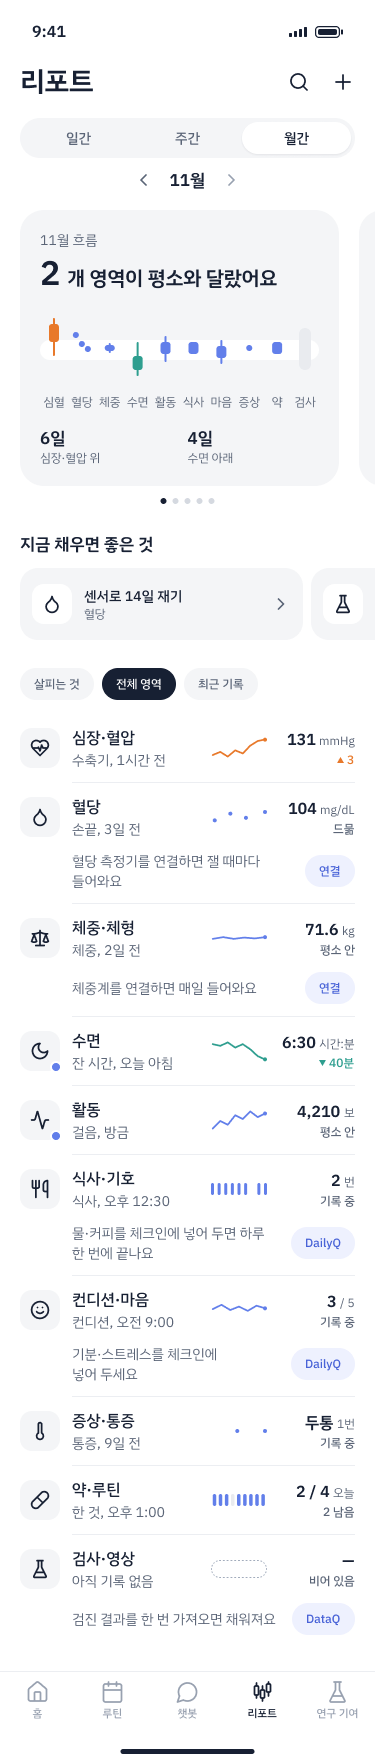 9:41
리포트
일간 주간 월간
11월
11월 흐름
2 개 영역이 평소와 달랐어요
심혈 혈당 체중 수면 활동 식사 마음 증상 약 검사
6일 4일
심장·혈압 위 수면 아래
지금 채우면 좋은 것
센서로 14일 재기
혈당
살피는 것 전체 영역 최근 기록
심장·혈압 131 mmHg
수축기, 1시간 전 ▲3
혈당 104 mg/dL
손끝, 3일 전 드묾
혈당 측정기를 연결하면 잴 때마다
들어와요 연결
체중·체형 71.6 kg
체중, 2일 전 평소 안
체중계를 연결하면 매일 들어와요 연결
수면 6:30 시간:분
잔 시간, 오늘 아침 ▼40분
활동 4,210 보
걸음, 방금 평소 안
식사·기호 2 번
식사, 오후 12:30 기록 중
물·커피를 체크인에 넣어 두면 하루
한 번에 끝나요 DailyQ
컨디션·마음 3 / 5
컨디션, 오전 9:00 기록 중
기분·스트레스를 체크인에
넣어 두세요 DailyQ
증상·통증 두통 1번
통증, 9일 전 기록 중
약·루틴 2 / 4 오늘
한 것, 오후 1:00 2 남음
검사·영상 –
아직 기록 없음 비어 있음
검진 결과를 한 번 가져오면 채워져요 DataQ
홈 루틴 챗봇 리포트 연구 기여